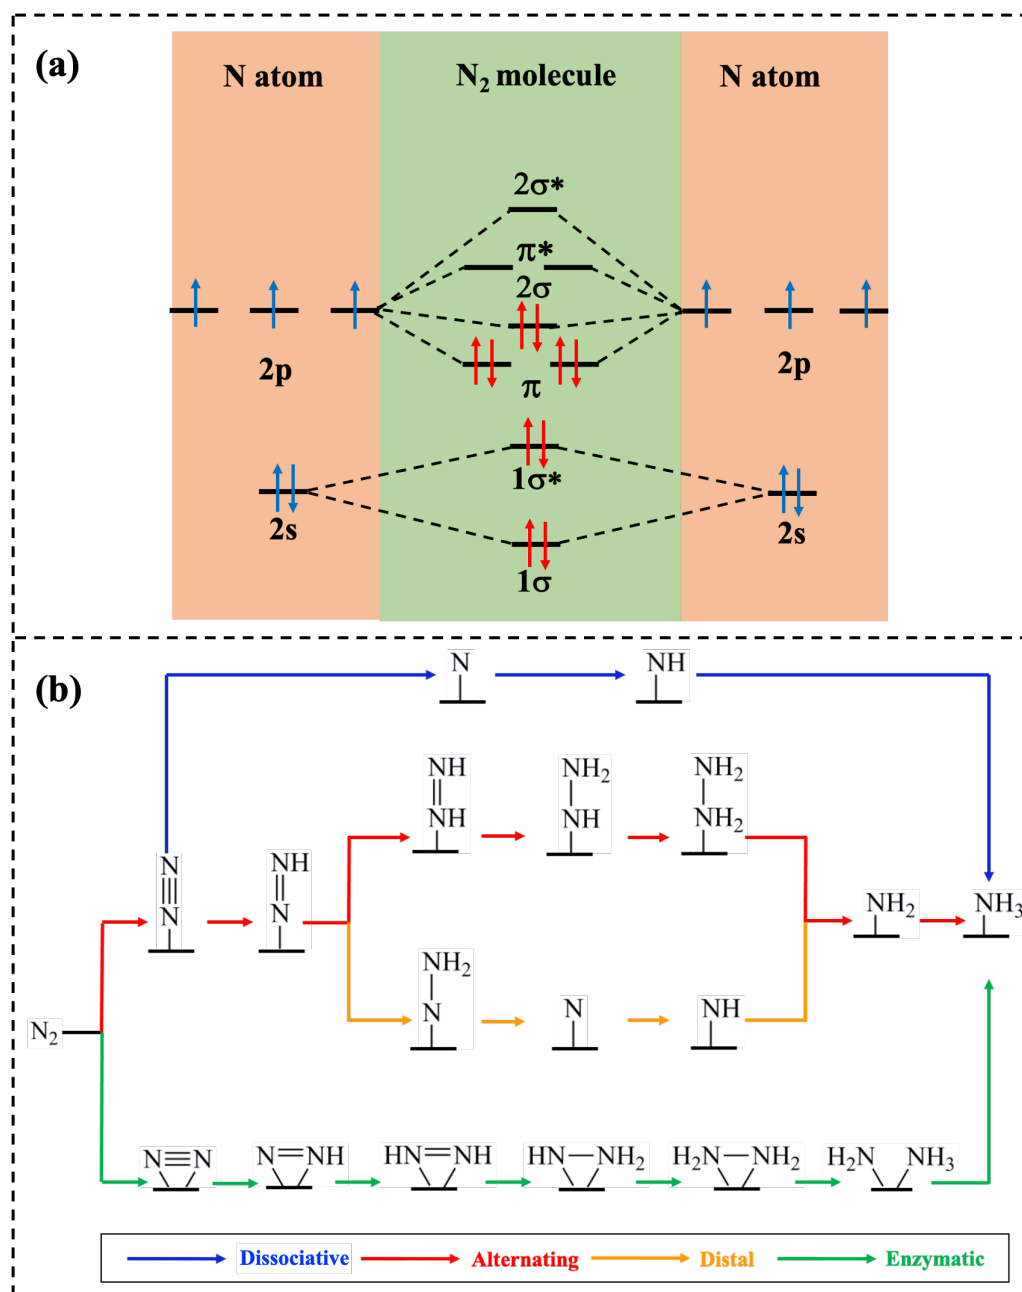 (a)
N atom
N₂ molecule
N atom
2σ*
π*
2σ
2p
2p
π
1σ*
2s
2s
1σ
(b)
N
NH
NH
NH
NH₂
NH
NH₂
NH₂
N
N
NH
N
NH₂
NH₃
NH₂
N
N
NH
N₂
N≡N
N=NH
HN=NH
HN–NH₂
H₂N–NH₂
H₂N
NH₃
Dissociative
Alternating
Distal
Enzymatic